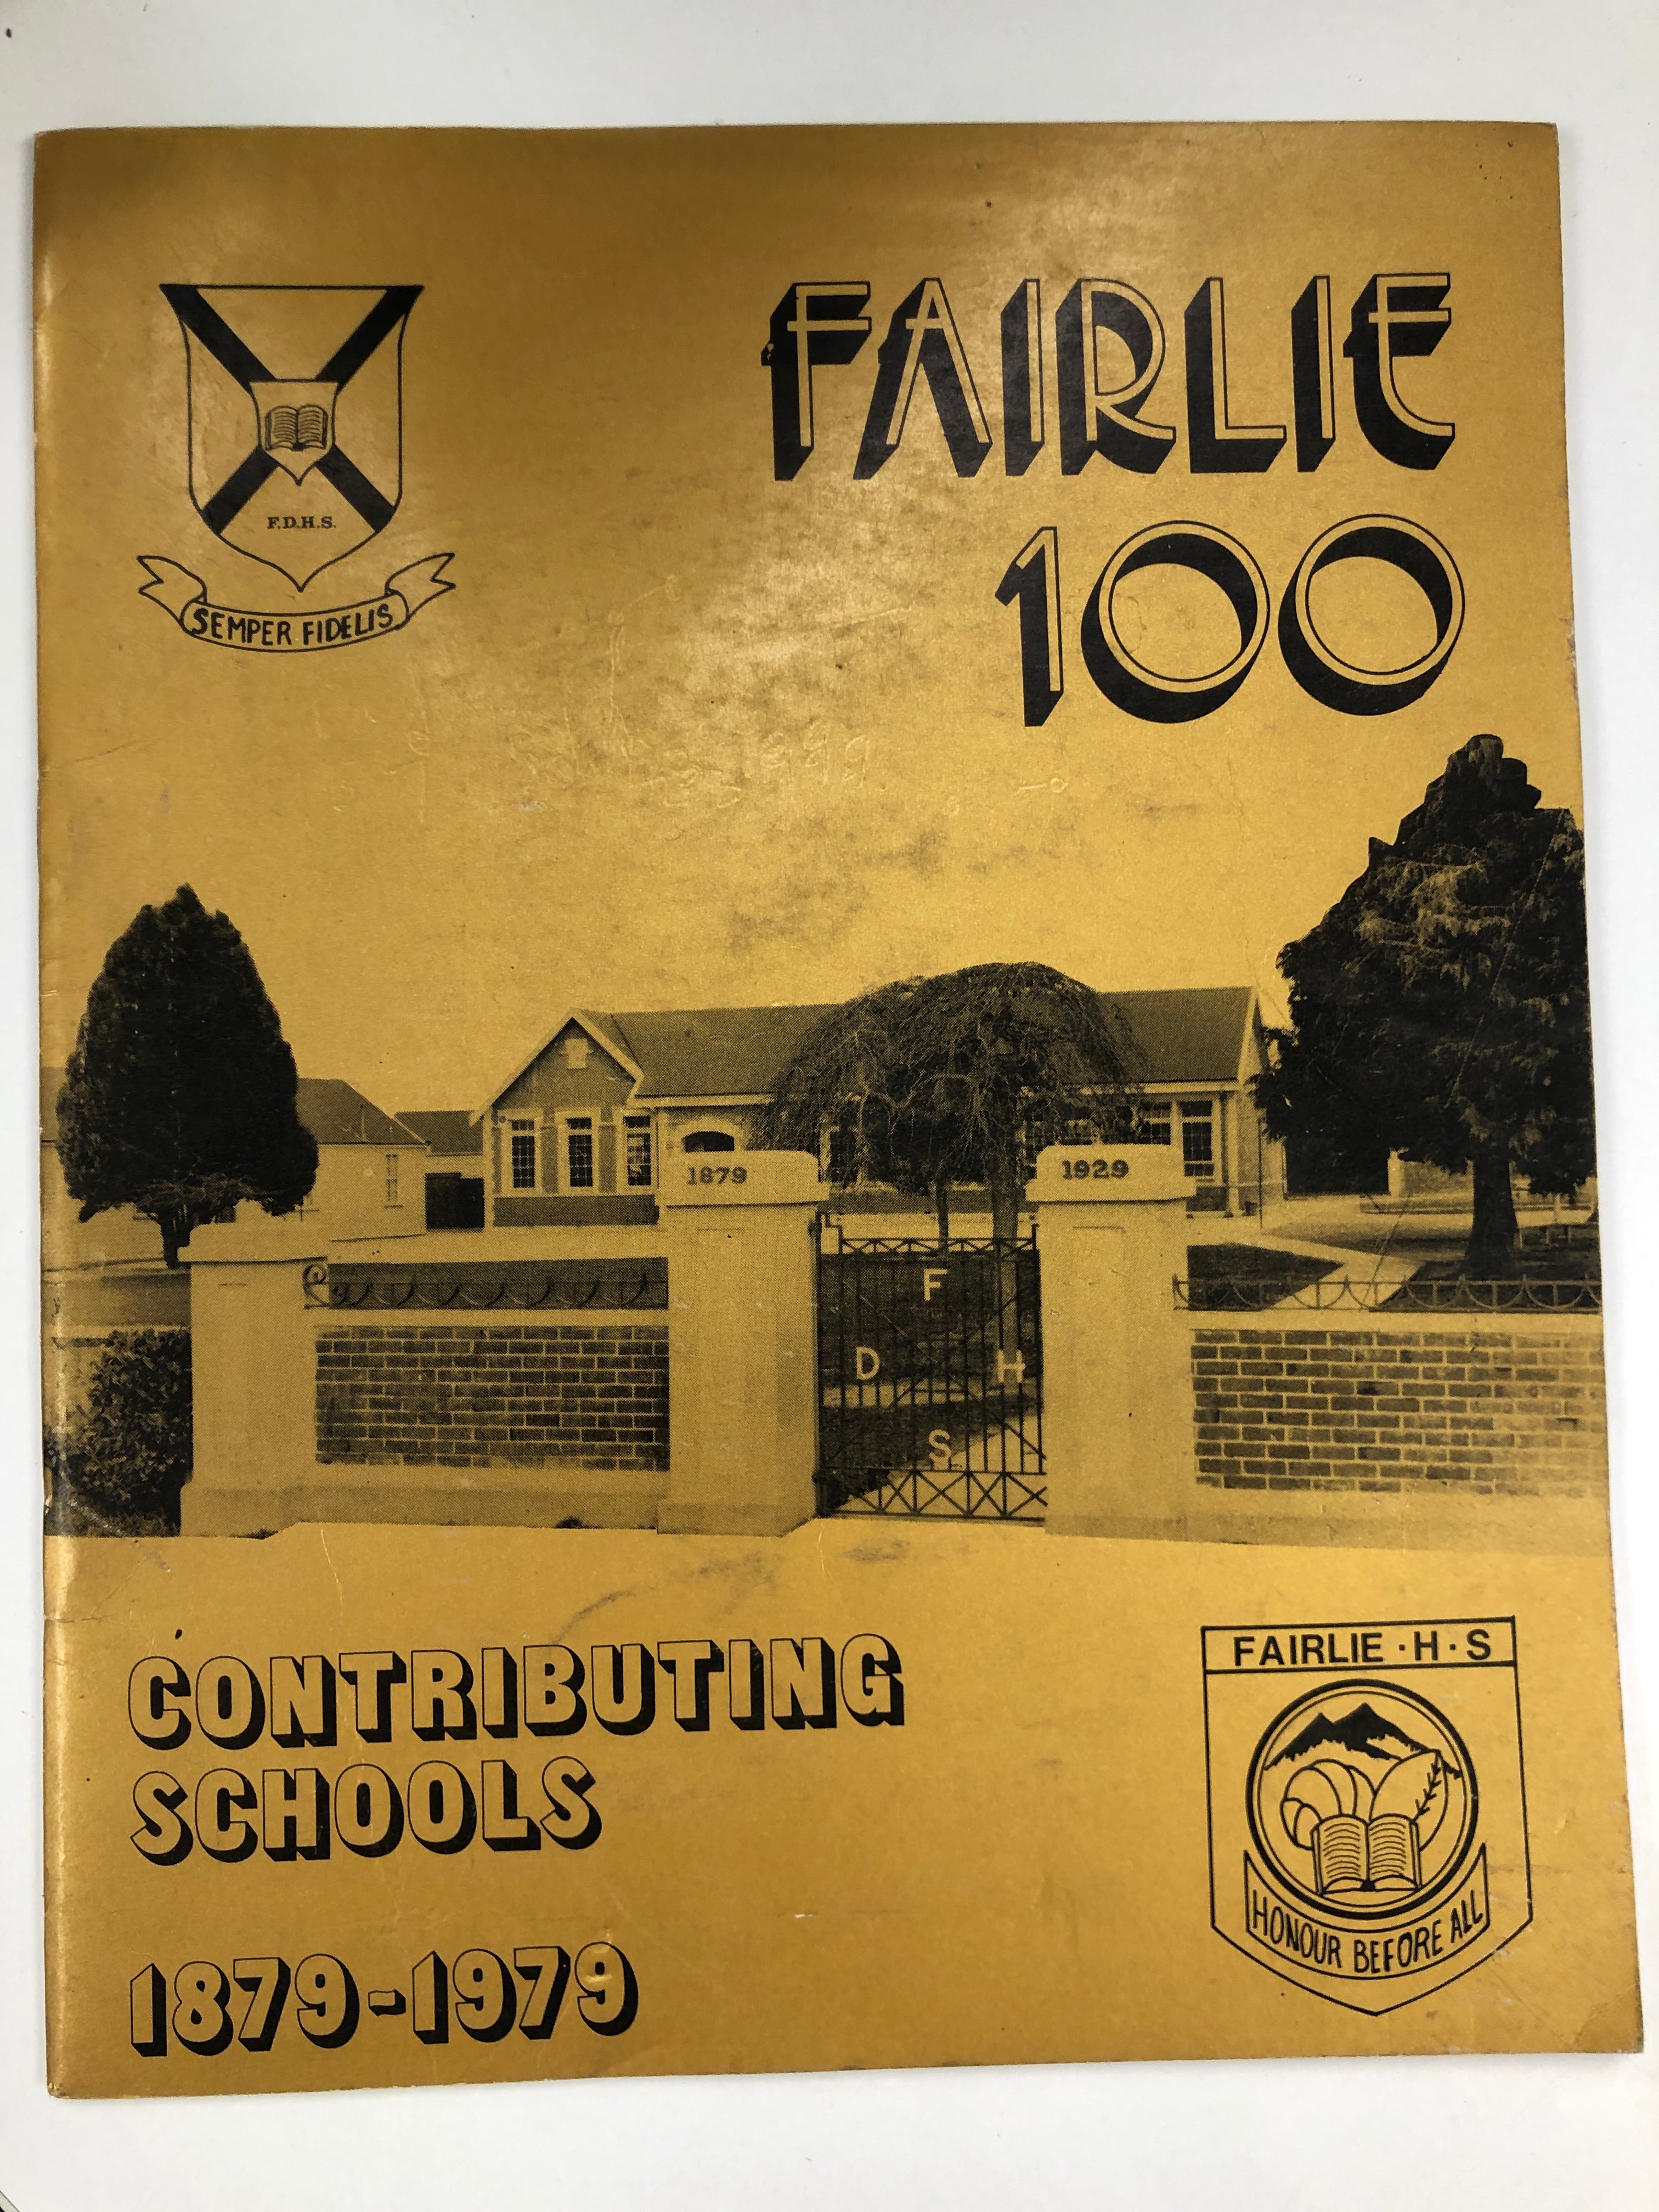 FAIRLIE
100
F.D.H.S.
SEMPER FIDELIS
1879
1929
F
D H
S
CONTRIBUTING
SCHOOLS
1879-1979
FAIRLIE·H·S
HONOUR BEFORE ALL